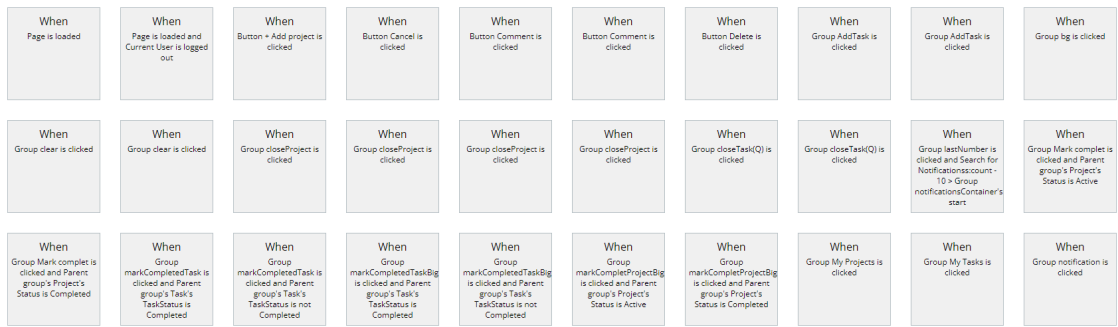 When
Page is loaded
When
Page is loaded and
Current User is logged
out
When
Button + Add project is
clicked
When
Button Cancel is
clicked
When
Button Comment is
clicked
When
Button Comment is
clicked
When
Button Delete is
clicked
When
Group AddTask is
clicked
When
Group AddTask is
clicked
When
Group bg is clicked
When
Group clear is clicked
When
Group clear is clicked
When
Group closeProject is
clicked
When
Group closeProject is
clicked
When
Group closeProject is
clicked
When
Group closeProject is
clicked
When
Group closeTask(Q) is
clicked
When
Group closeTask(Q) is
clicked
When
Group lastNumber is
clicked and Search for
Notificationss:count -
10 > Group
notificationsContainer's
start
When
Group Mark complet is
clicked and Parent
group's Project's
Status is Active
When
Group Mark complet is
clicked and Parent
group's Project's
Status is Completed
When
Group
markCompletedTask is
clicked and Parent
group's Task's
TaskStatus is
Completed
When
Group
markCompletedTask is
clicked and Parent
group's Task's
TaskStatus is not
Completed
When
Group
markCompletedTaskBig
is clicked and Parent
group's Task's
TaskStatus is
Completed
When
Group
markCompletedTaskBig
is clicked and Parent
group's Task's
TaskStatus is not
Completed
When
Group
markCompletProjectBig
is clicked and Parent
group's Project's
Status is Active
When
Group
markCompletProjectBig
is clicked and Parent
group's Project's
Status is Completed
When
Group My Projects is
clicked
When
Group My Tasks is
clicked
When
Group notification is
clicked